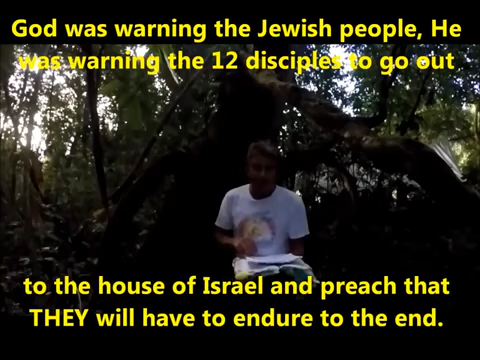 God was warning the Jewish people, He
was warning the 12 disciples to go out
to the house of Israel and preach that
THEY will have to endure to the end.